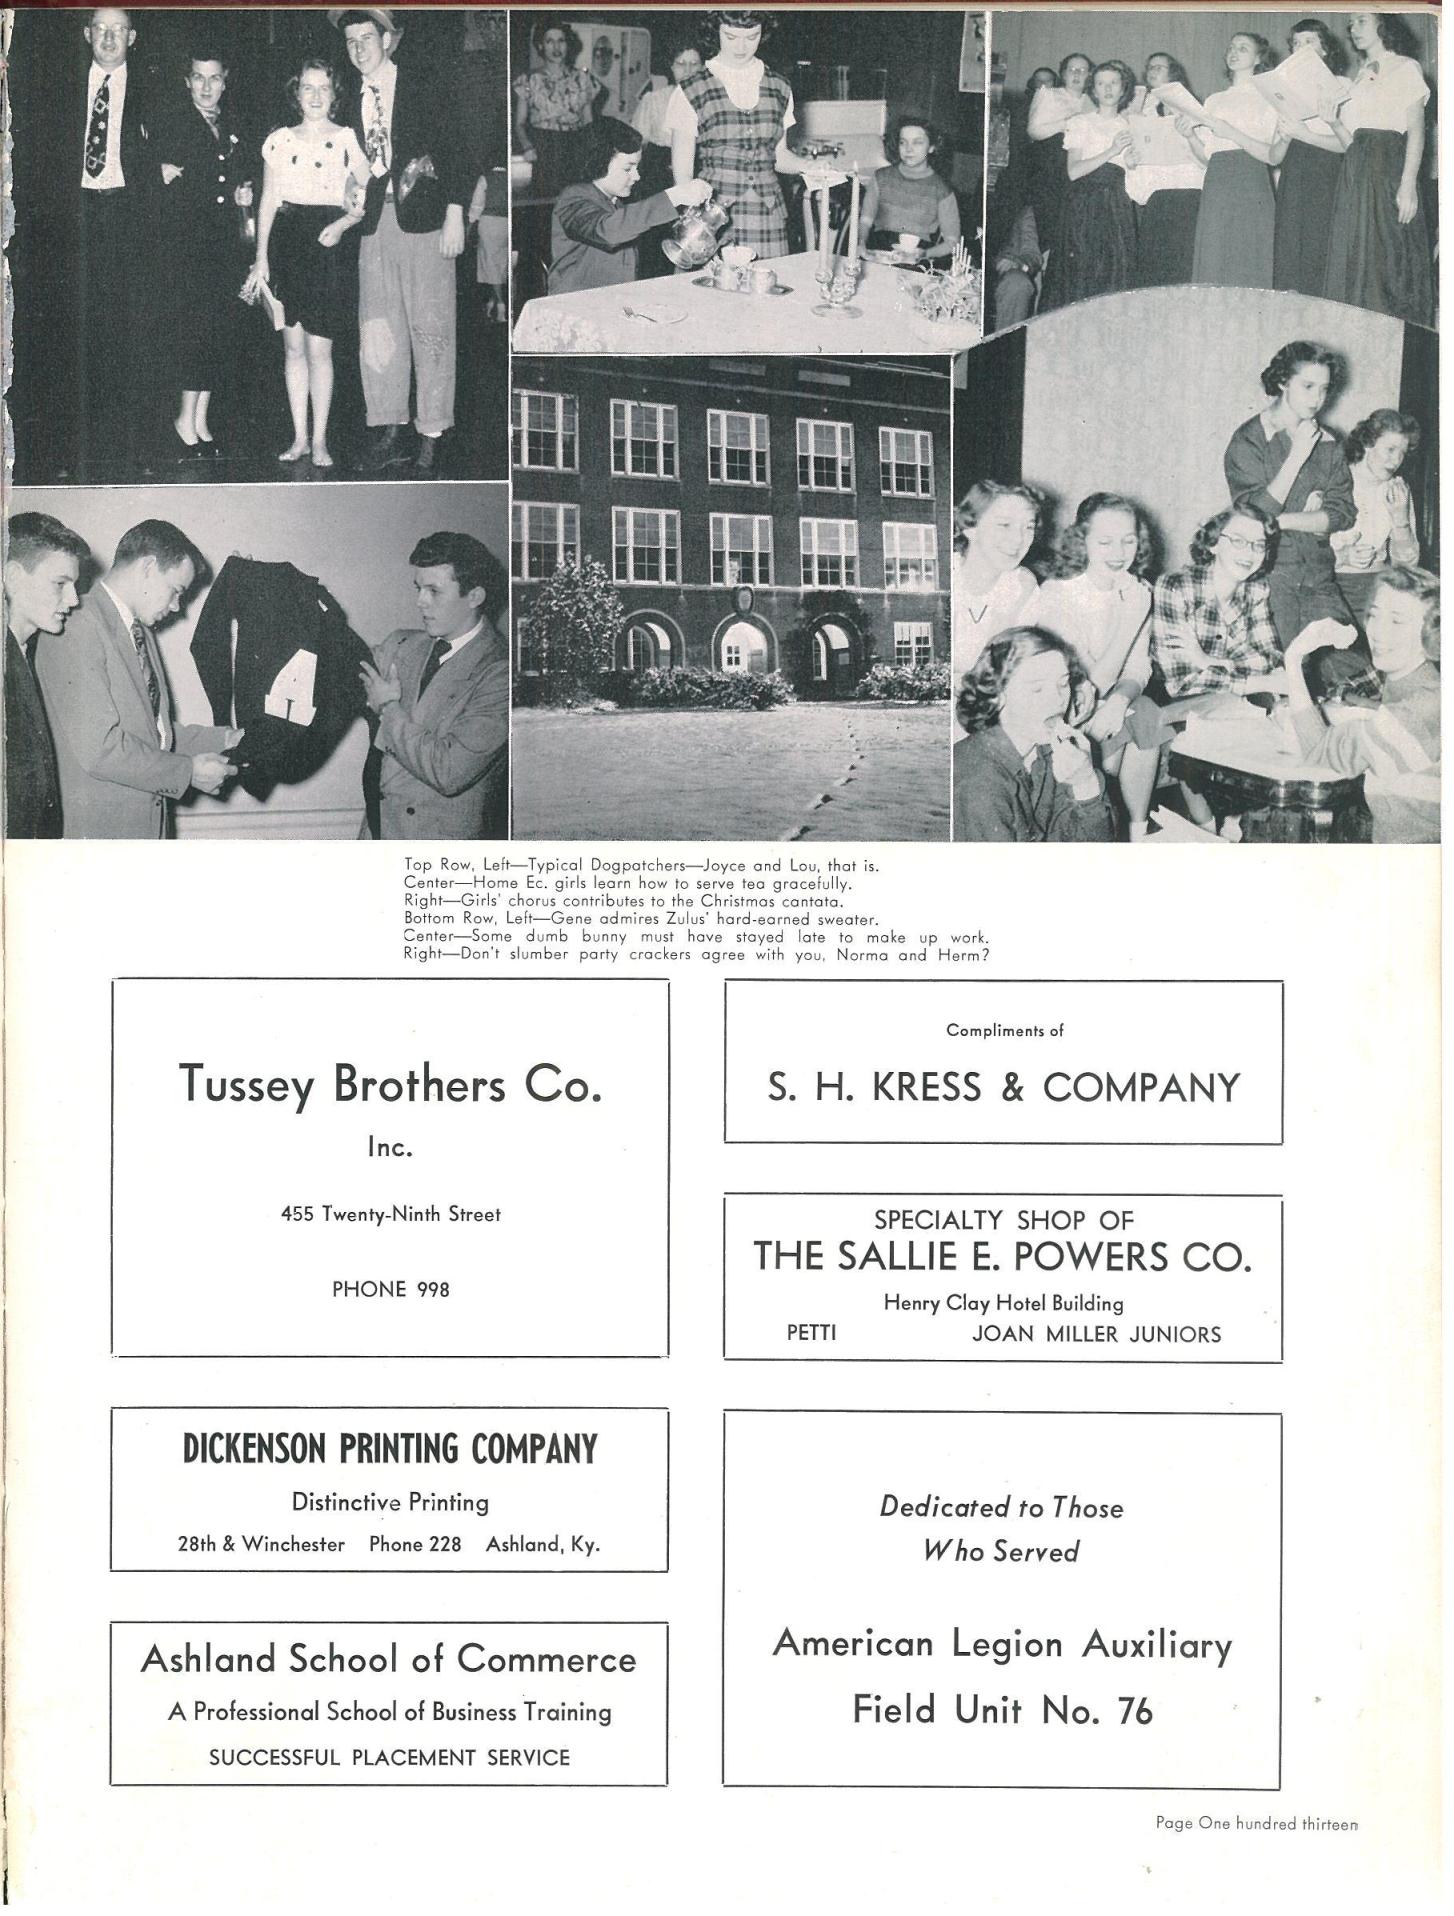 Top Row, Left—Typical Dogpatchers—Joyce and Lou, that is.
Center—Home Ec. girls learn how to serve tea gracefully.
Right—Girls' chorus contributes to the Christmas cantata.
Bottom Row, Left—Gene admires Zulus' hard-earned sweater.
Center—Some dumb bunny must have stayed late to make up work.
Right—Don't slumber party crackers agree with you, Norma and Herm?
Tussey Brothers Co.
Inc.
455 Twenty-Ninth Street
PHONE 998
Compliments of
S. H. KRESS & COMPANY
SPECIALTY SHOP OF
THE SALLIE E. POWERS CO.
Henry Clay Hotel Building
PETTI JOAN MILLER JUNIORS
DICKENSON PRINTING COMPANY
Distinctive Printing
28th & Winchester Phone 228 Ashland, Ky.
Dedicated to Those
Who Served
American Legion Auxiliary
Field Unit No. 76
Ashland School of Commerce
A Professional School of Business Training
SUCCESSFUL PLACEMENT SERVICE
Page One hundred thirteen